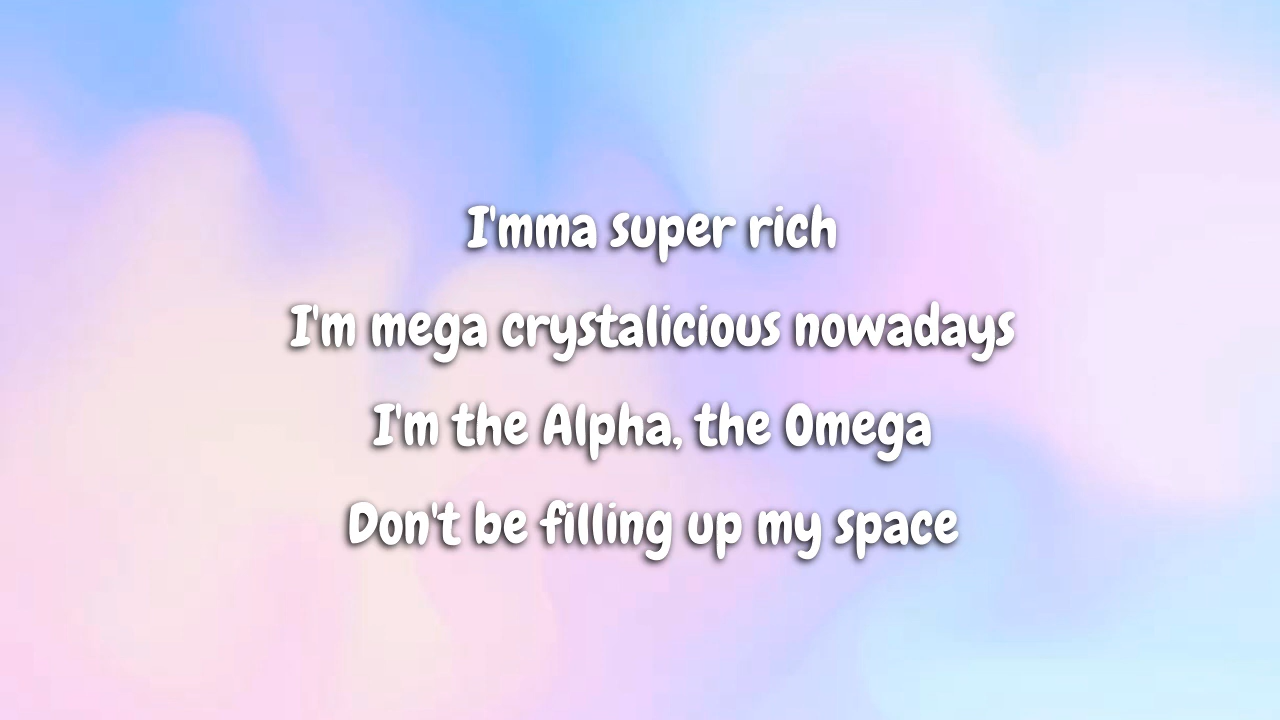 I'mma super rich
I'm mega crystalicious nowadays
I'm the Alpha, the Omega
Don't be filling up my space